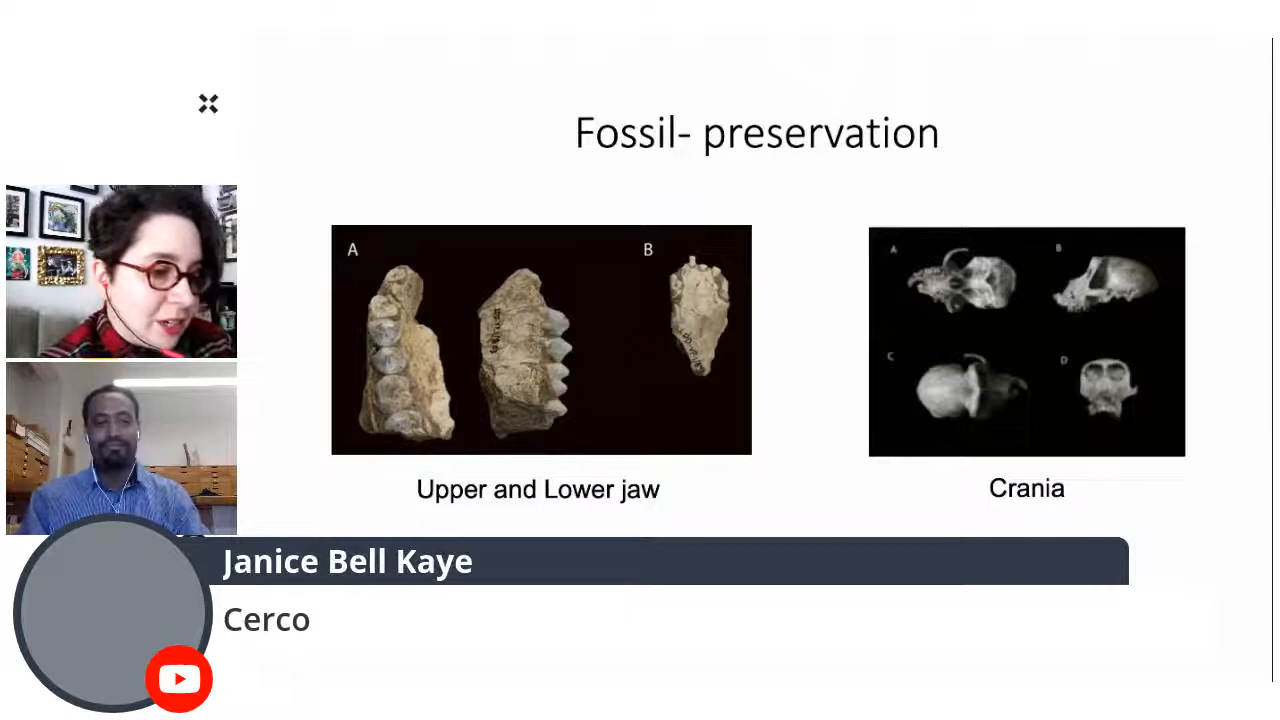 Fossil- preservation
A
B
A
B
C
D
Upper and Lower jaw
Crania
Janice Bell Kaye
Cerco